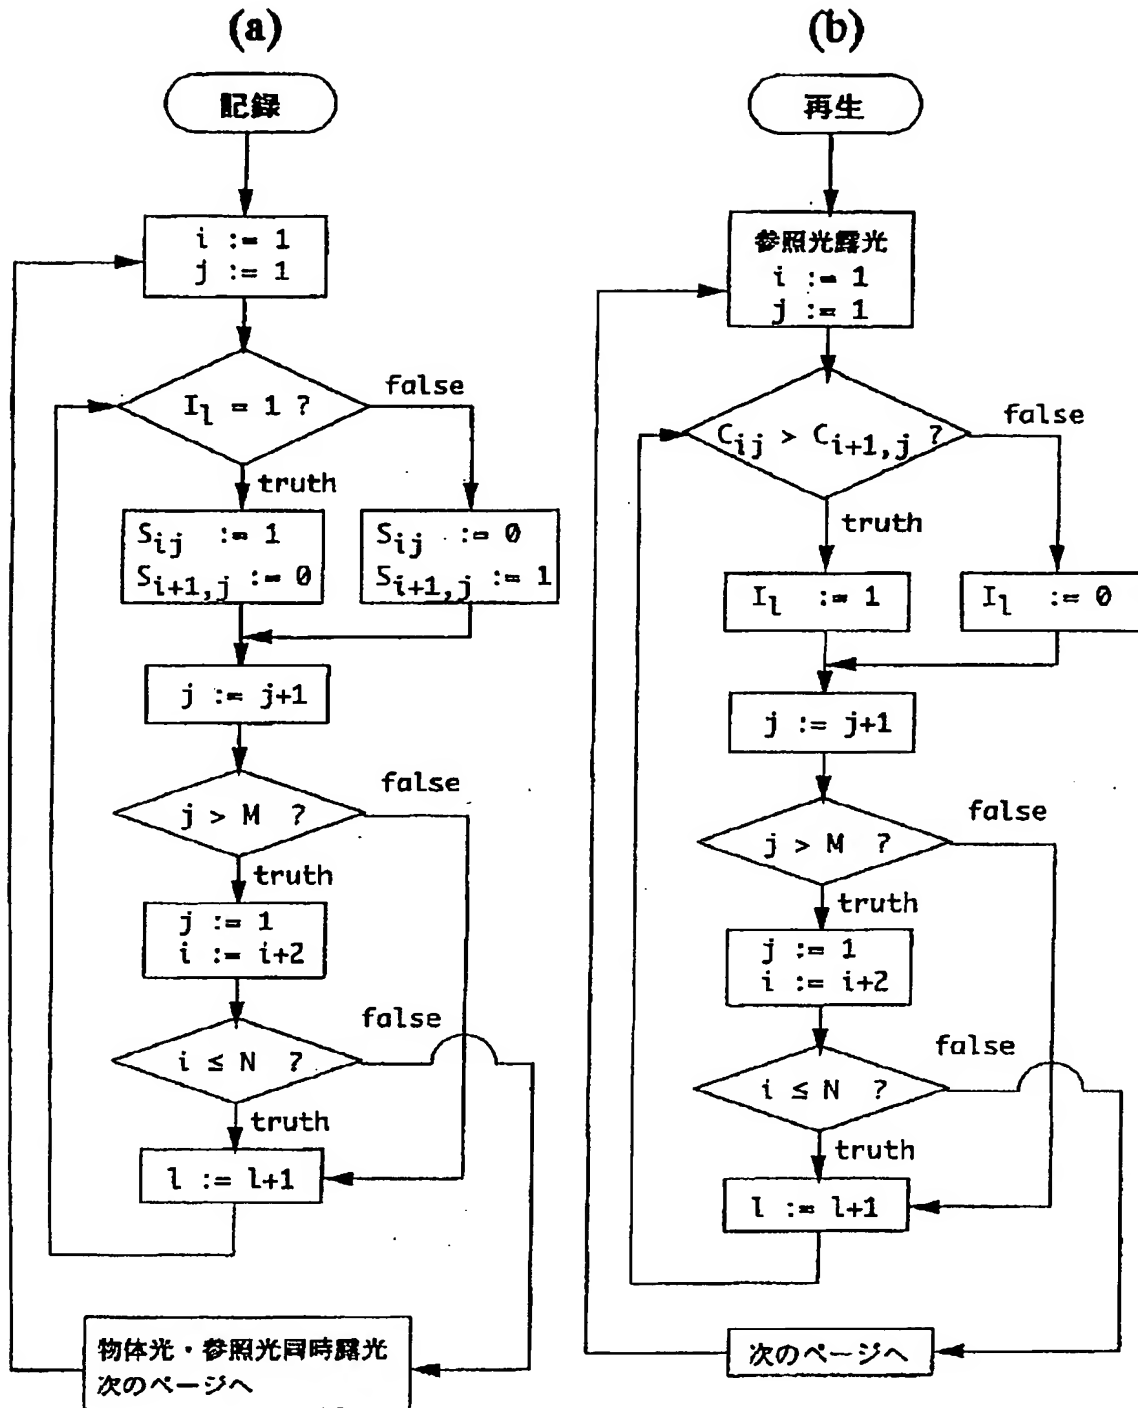 (a)
記録
i := 1
j := 1
I_l = 1 ?
false
truth
S_ij := 1
S_i+1,j := 0
S_ij := 0
S_i+1,j := 1
j := j+1
j > M ?
false
truth
j := 1
i := i+2
i ≤ N ?
false
truth
l := l+1
物体光・参照光同時露光
次のページへ
(b)
再生
参照光露光
i := 1
j := 1
C_ij > C_i+1,j ?
false
truth
I_l := 1
I_l := 0
j := j+1
j > M ?
false
truth
j := 1
i := i+2
i ≤ N ?
false
truth
l := l+1
次のページへ